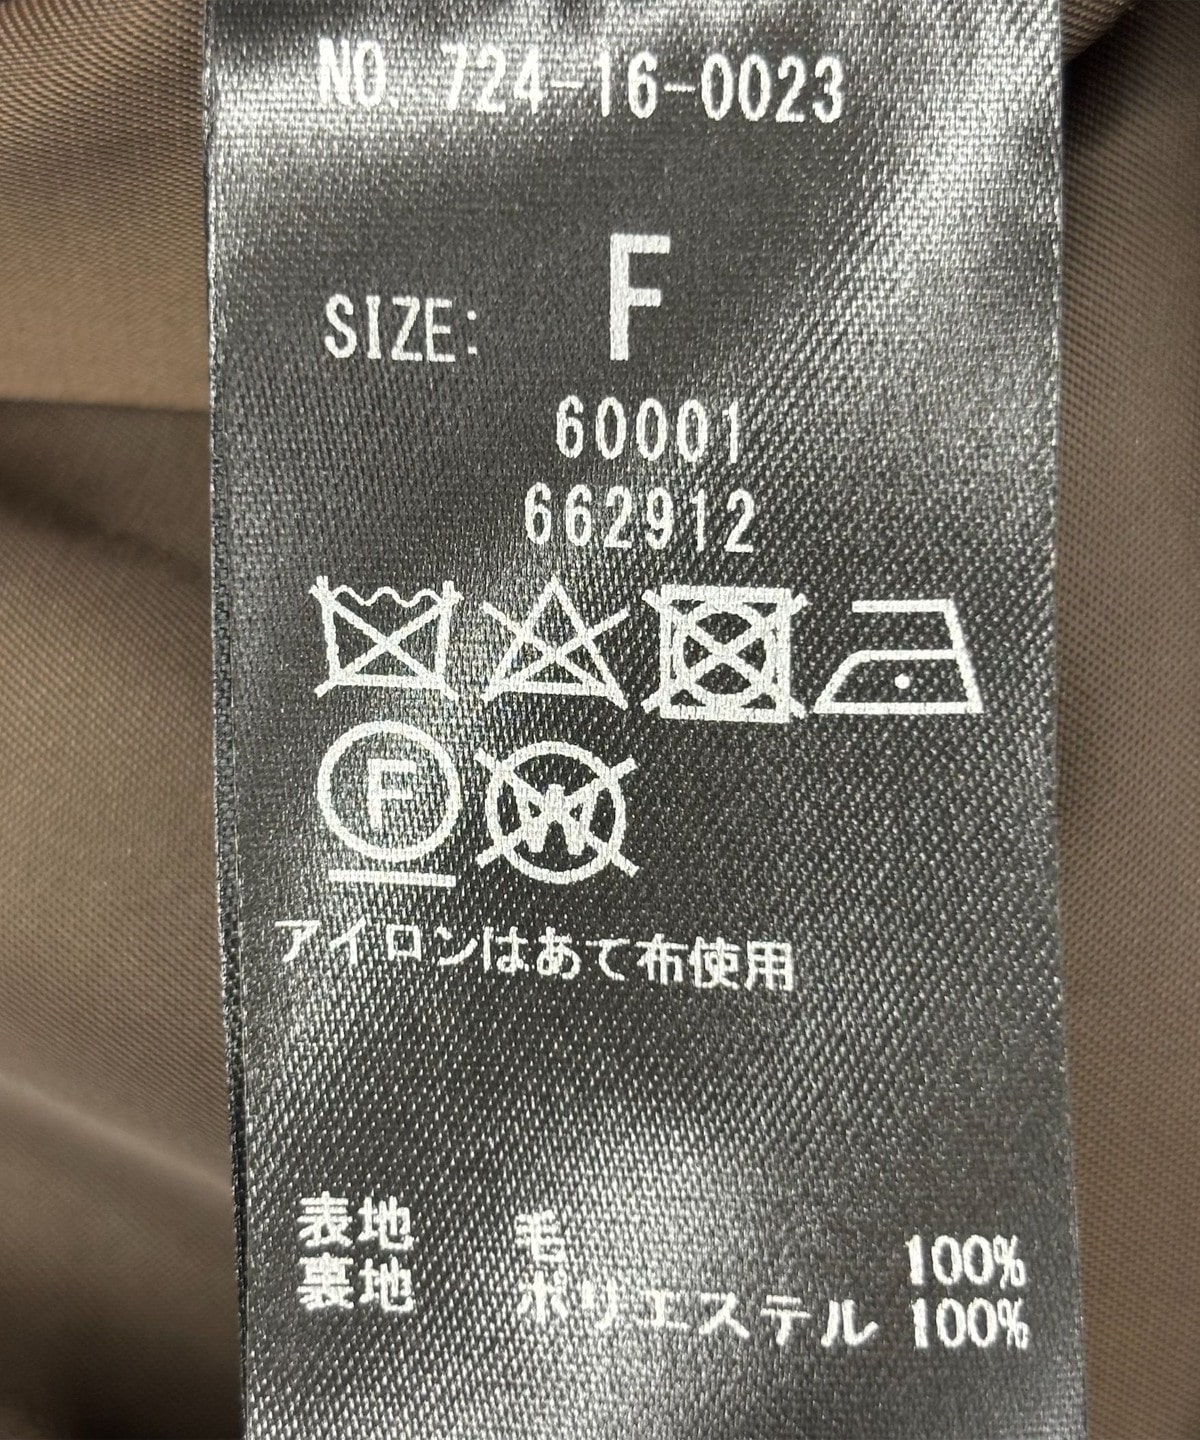 NO. 724-16-0023
SIZE: F
60001
662912
F
W
アイロンはあて布使用
表地 毛 100%
裏地 ポリエステル 100%